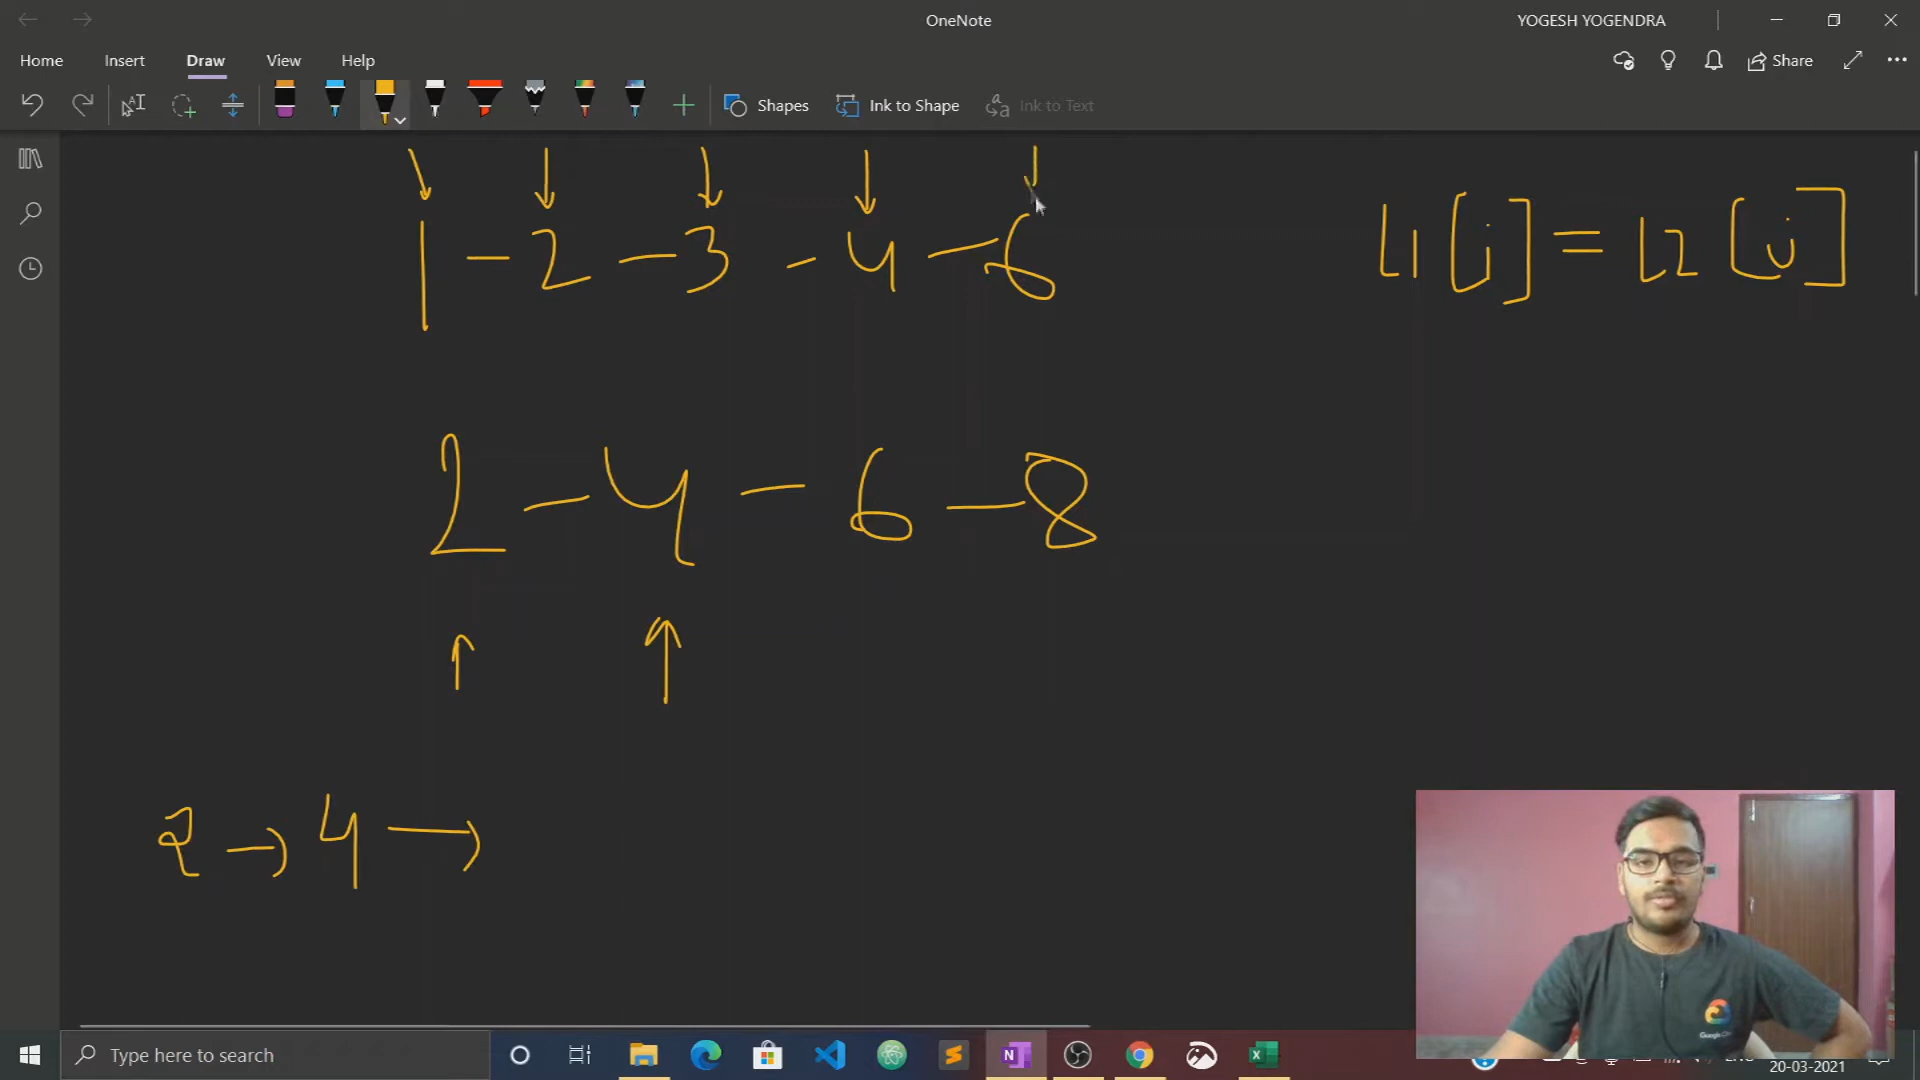 OneNote
YOGESH YOGENDRA
Home Insert Draw View Help
Share
Shapes Ink to Shape Ink to Text
1 - 2 - 3 - 4 - 6
L1[i] = L2[j]
2 - 4 - 6 - 8
2 → 4 →
Type here to search
20-03-2021